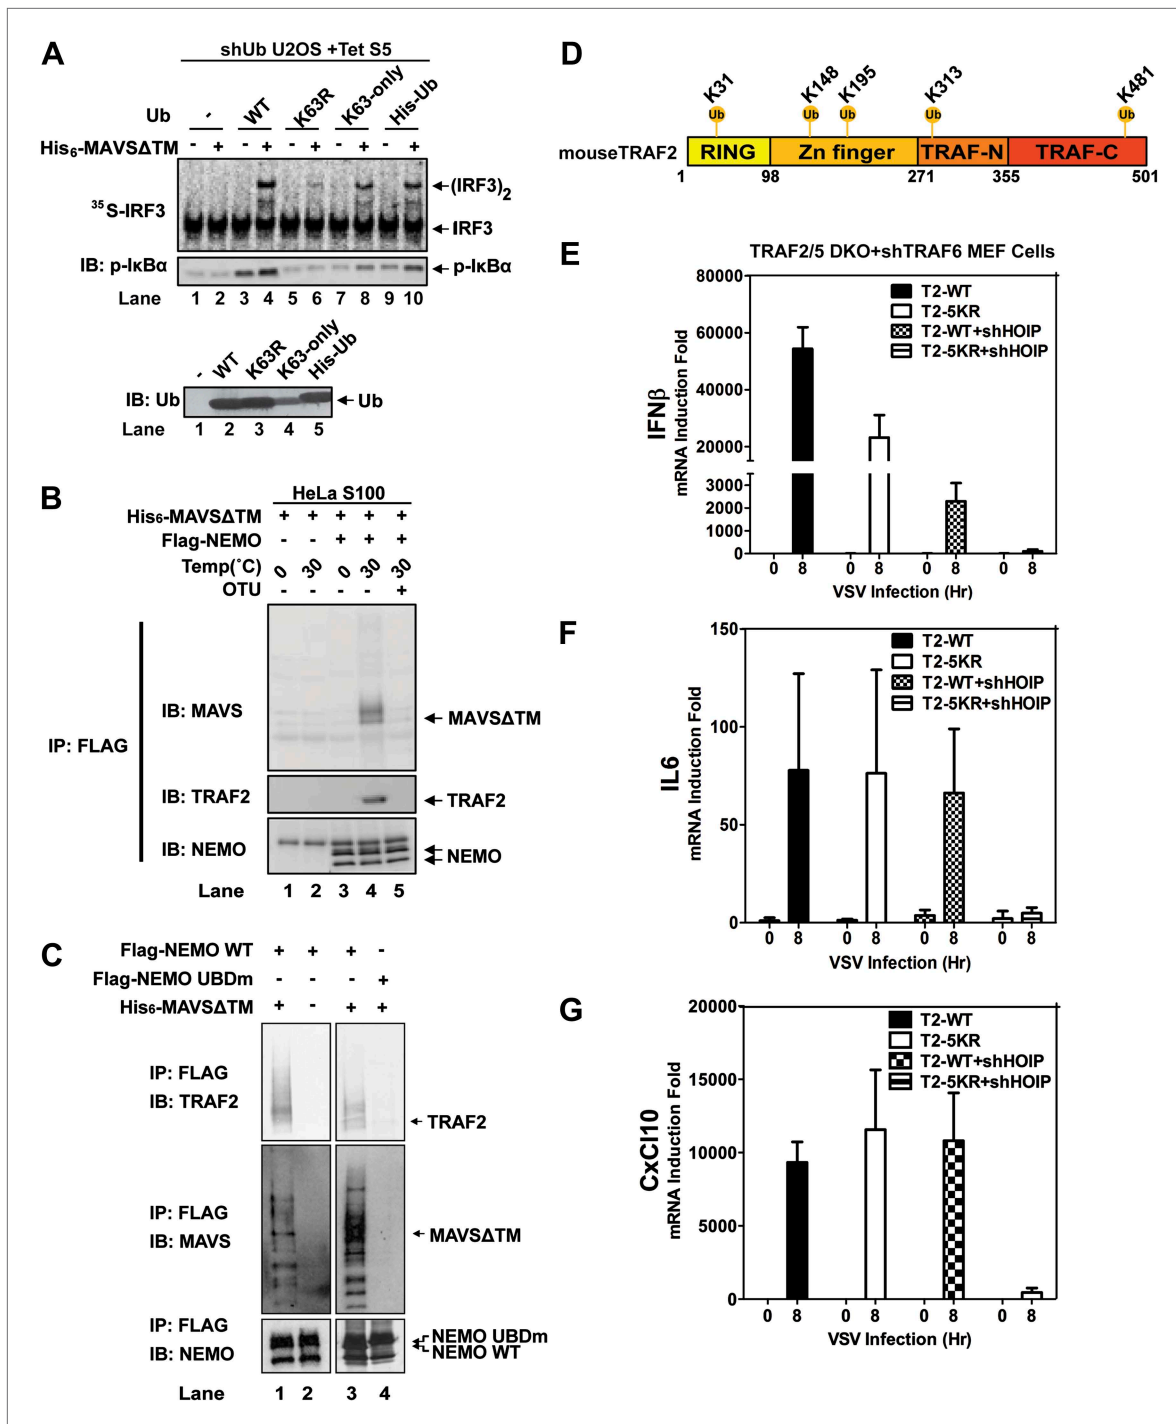 A
shUb U2OS +Tet S5
Ub - WT K63R K63-only His-Ub
His₆-MAVSΔTM - + - + - + - + - +
³⁵S-IRF3
(IRF3)₂
IRF3
IB: p-IκBα
p-IκBα
Lane 1 2 3 4 5 6 7 8 9 10
- WT K63R K63-only His-Ub
IB: Ub
Ub
Lane 1 2 3 4 5
B
HeLa S100
His₆-MAVSΔTM + + + + +
Flag-NEMO - - + + +
Temp(°C) 0 30 0 30 30
OTU - - - - +
IP: FLAG
IB: MAVS
MAVSΔTM
IB: TRAF2
TRAF2
IB: NEMO
NEMO
Lane 1 2 3 4 5
C
Flag-NEMO WT + + + -
Flag-NEMO UBDm - - - +
His₆-MAVSΔTM + - + +
IP: FLAG
IB: TRAF2
TRAF2
IP: FLAG
IB: MAVS
MAVSΔTM
IP: FLAG
IB: NEMO
NEMO UBDm
NEMO WT
Lane 1 2 3 4
D
K31 K148 K195 K313 K481
Ub Ub Ub Ub Ub
mouseTRAF2 RING Zn finger TRAF-N TRAF-C
1 98 271 355 501
E
TRAF2/5 DKO+shTRAF6 MEF Cells
IFNβ
mRNA Induction Fold
80000
60000
40000
20000
3000
2000
1000
0
T2-WT
T2-5KR
T2-WT+shHOIP
T2-5KR+shHOIP
0 8 0 8 0 8 0 8
VSV Infection (Hr)
F
IL6
mRNA Induction Fold
150
100
50
0
T2-WT
T2-5KR
T2-WT+shHOIP
T2-5KR+shHOIP
0 8 0 8 0 8 0 8
VSV Infection (Hr)
G
CxCl10
mRNA Induction Fold
20000
15000
10000
5000
0
T2-WT
T2-5KR
T2-WT+shHOIP
T2-5KR+shHOIP
0 8 0 8 0 8 0 8
VSV Infection (Hr)